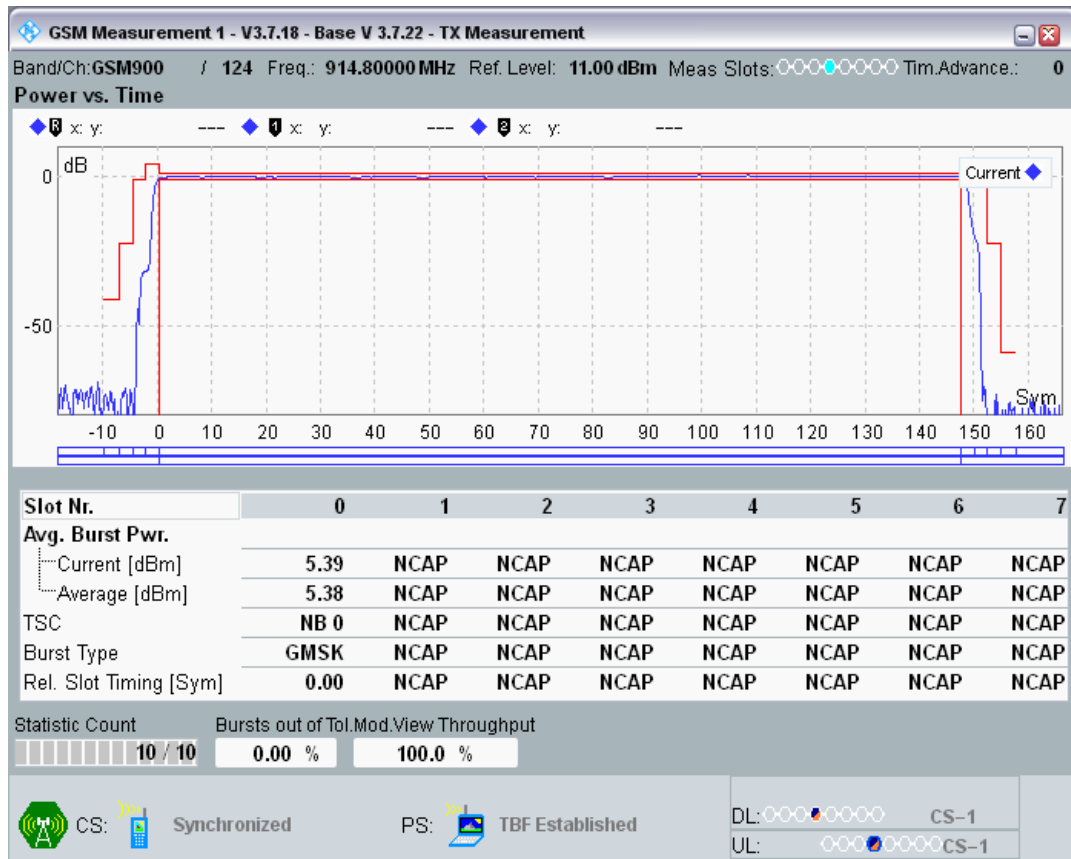 GSM Measurement 1 - V3.7.18 - Base V 3.7.22 - TX Measurement
Band/Ch:GSM900 / 124 Freq.: 914.80000 MHz Ref. Level: 11.00 dBm Meas Slots: Tim.Advance.: 0
Power vs. Time
R x: y: --- 1 x: y: --- 2 x: y: ---
dB
Current
0
-50
Sym
-10 0 10 20 30 40 50 60 70 80 90 100 110 120 130 140 150 160
Slot Nr. 0 1 2 3 4 5 6 7
Avg. Burst Pwr.
Current [dBm] 5.39 NCAP NCAP NCAP NCAP NCAP NCAP NCAP
Average [dBm] 5.38 NCAP NCAP NCAP NCAP NCAP NCAP NCAP
TSC NB 0 NCAP NCAP NCAP NCAP NCAP NCAP NCAP
Burst Type GMSK NCAP NCAP NCAP NCAP NCAP NCAP NCAP
Rel. Slot Timing [Sym] 0.00 NCAP NCAP NCAP NCAP NCAP NCAP NCAP
Statistic Count Bursts out of Tol.Mod.View Throughput
10 / 10 0.00 % 100.0 %
CS: Synchronized PS: TBF Established
DL: CS-1
UL: CS-1